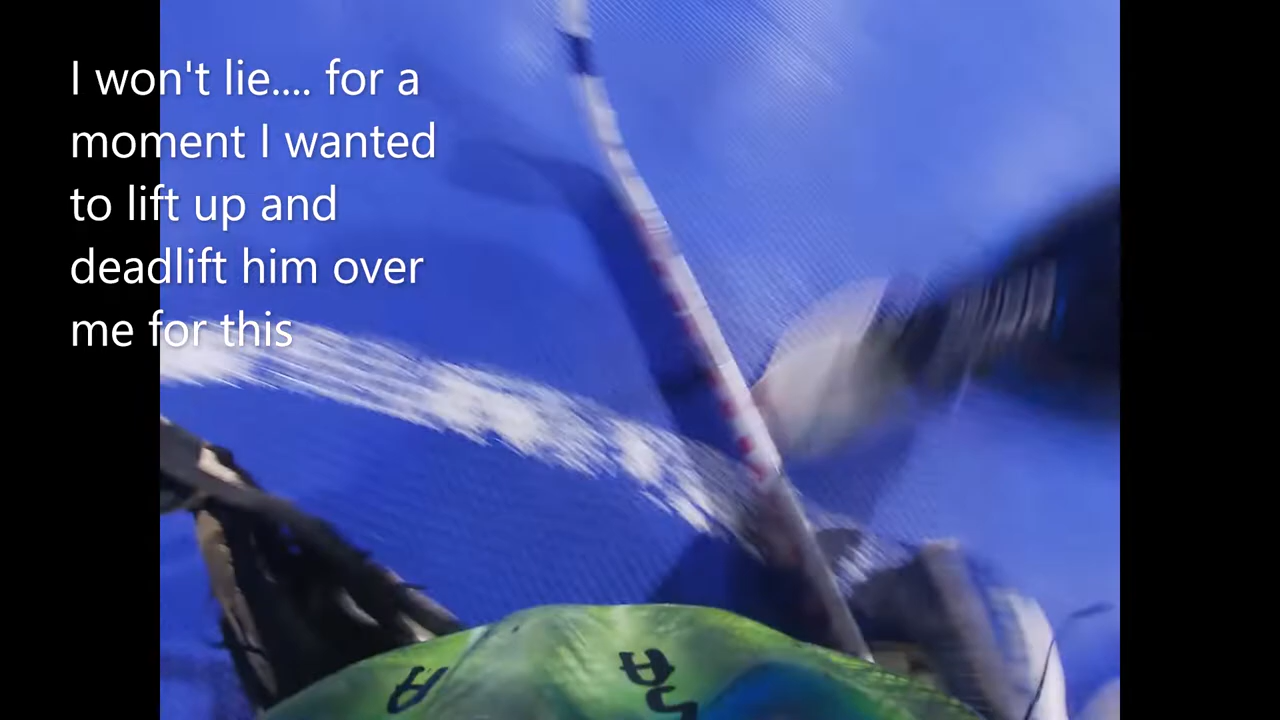 I won't lie.... for a
moment I wanted
to lift up and
deadlift him over
me for this